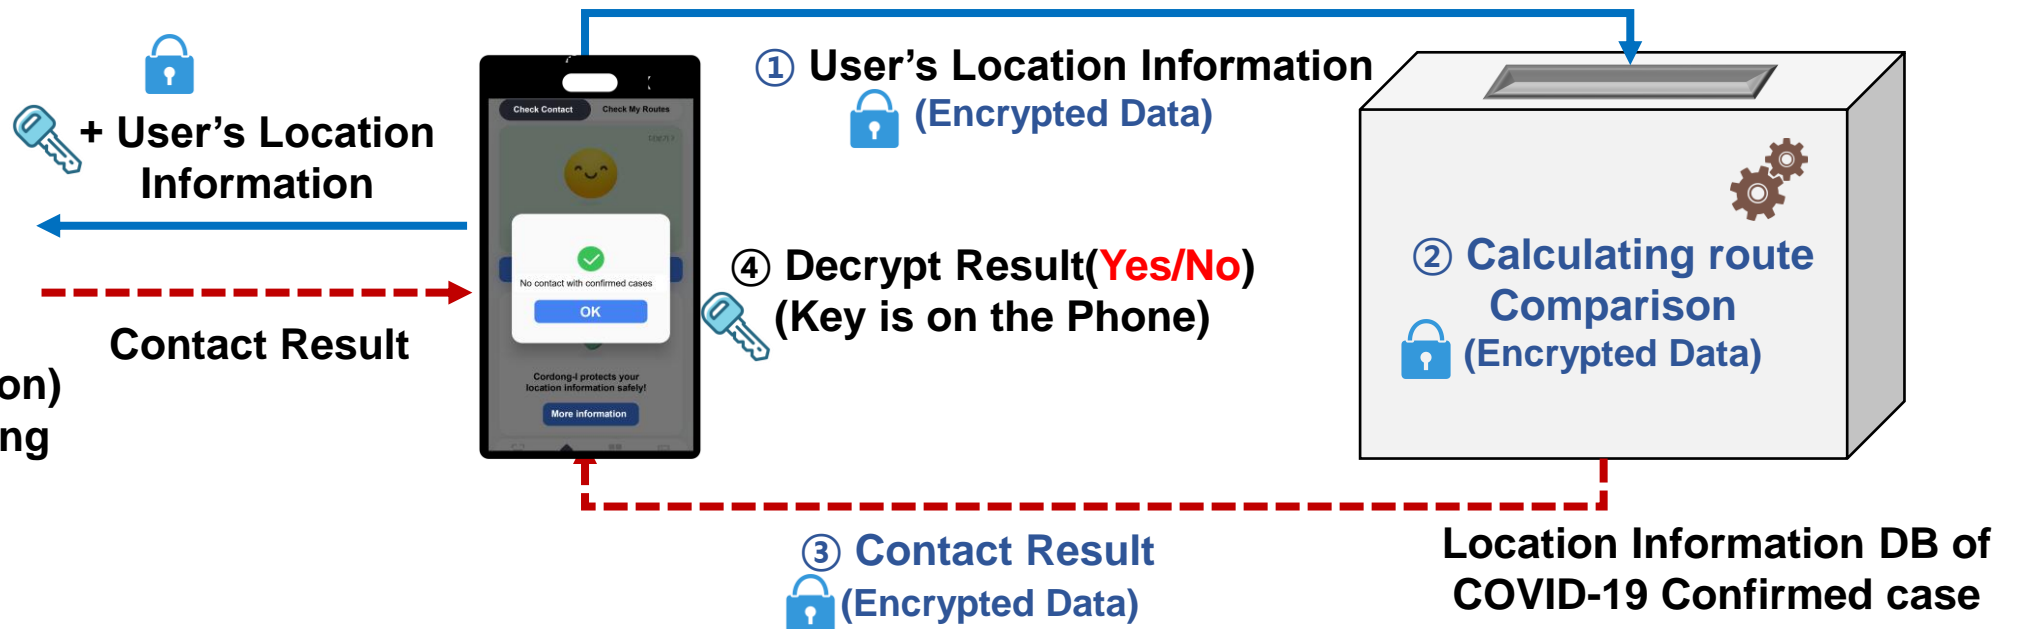 + User's Location
Information
Contact Result
on)
ng
Check Contact
Check My Routes
No contact with confirmed cases
OK
Cordong-I protects your
location information safely!
More information
① User's Location Information
(Encrypted Data)
④ Decrypt Result(Yes/No)
(Key is on the Phone)
② Calculating route
Comparison
(Encrypted Data)
③ Contact Result
(Encrypted Data)
Location Information DB of
COVID-19 Confirmed case